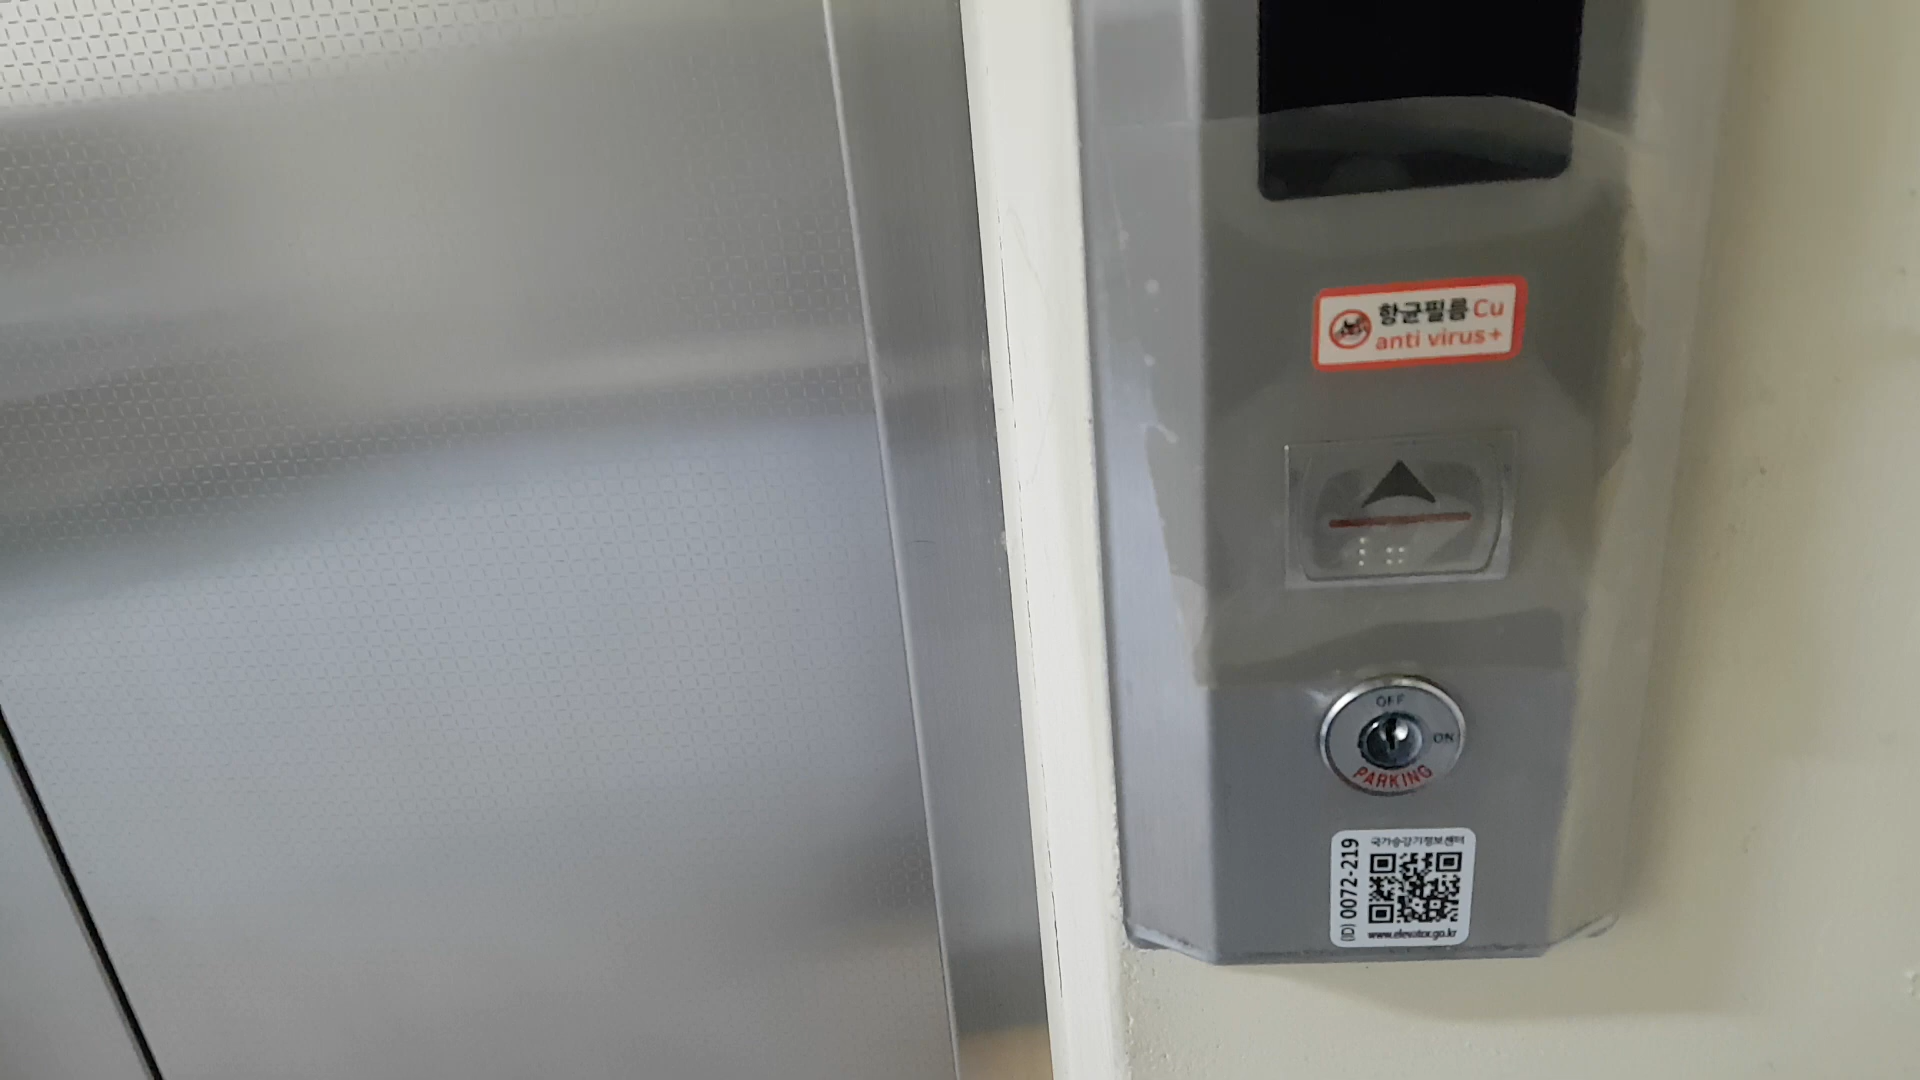 항균필름 Cu
anti virus+
OFF
ON
PARKING
국가승강기정보센터
(ID) 0072-219
www.elevator.go.kr